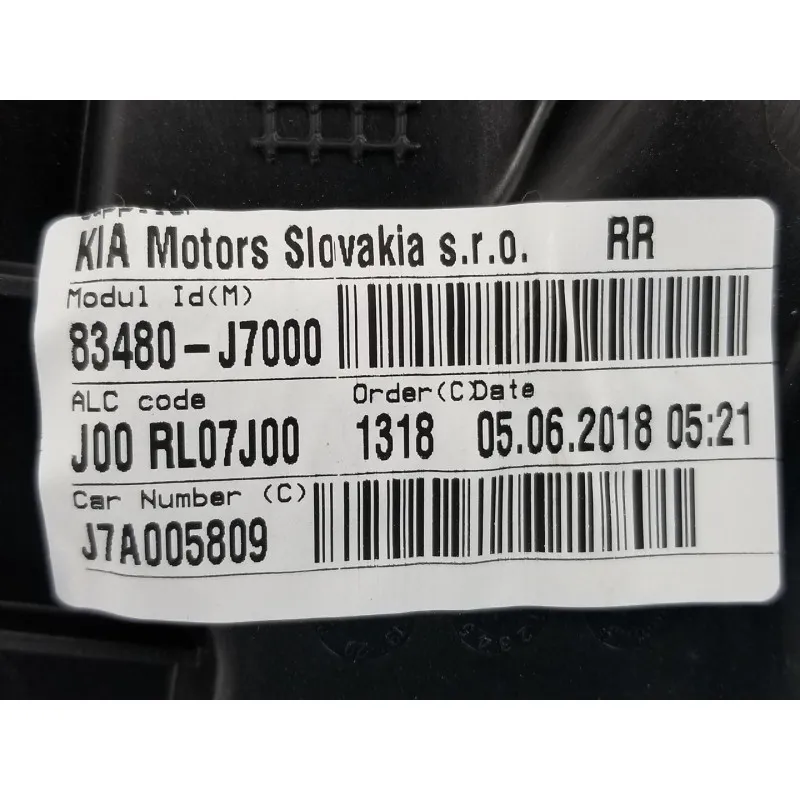 Supplier
KIA Motors Slovakia s.r.o. RR
Modul Id(M)
83480-J7000
ALC code Order(C)Date
J00 RL07J00 1318 05.06.2018 05:21
Car Number (C)
J7A005809